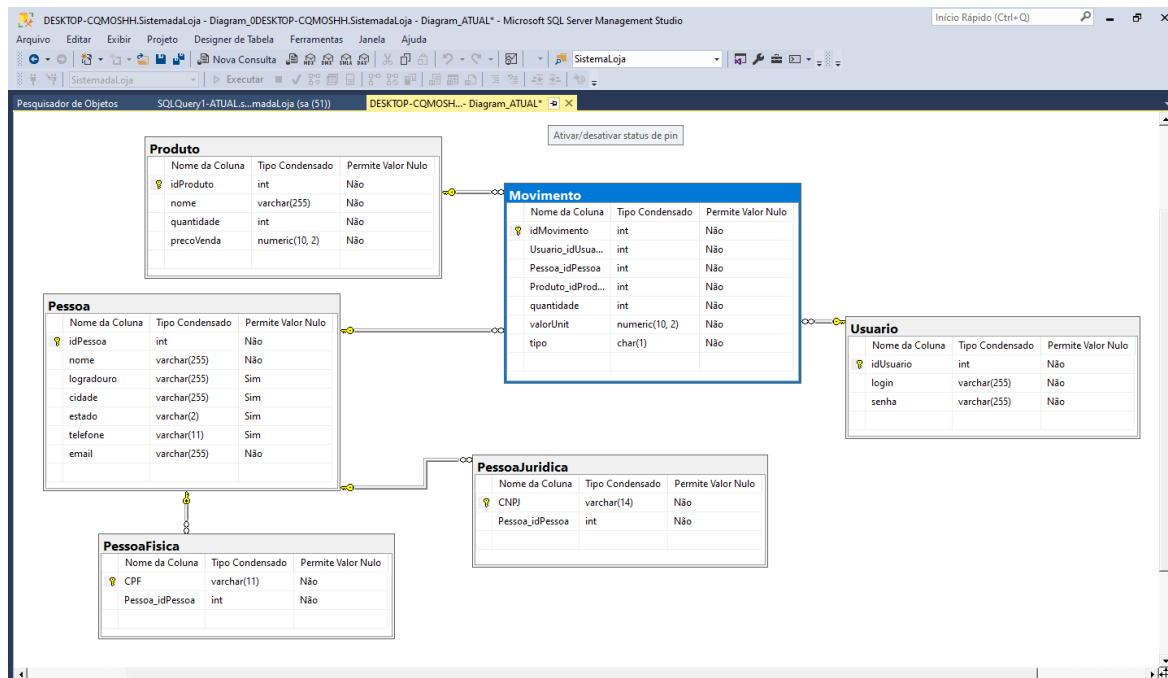 DESKTOP-CQMOSHH.SistemadaLoja - Diagram_0DESKTOP-CQMOSHH.SistemadaLoja - Diagram_ATUAL* - Microsoft SQL Server Management Studio
Início Rápido (Ctrl+Q)
Arquivo Editar Exibir Projeto Designer de Tabela Ferramentas Janela Ajuda
Nova Consulta SistemaLoja
SistemadaLoja Executar
Pesquisador de Objetos SQLQuery1-ATUAL.s...madaLoja (sa (51)) DESKTOP-CQMOSH...- Diagram_ATUAL*
Ativar/desativar status de pin
Produto
Nome da Coluna Tipo Condensado Permite Valor Nulo
idProduto int Não
nome varchar(255) Não
quantidade int Não
precoVenda numeric(10, 2) Não
Movimento
Nome da Coluna Tipo Condensado Permite Valor Nulo
idMovimento int Não
Usuario_idUsua... int Não
Pessoa_idPessoa int Não
Produto_idProd... int Não
quantidade int Não
valorUnit numeric(10, 2) Não
tipo char(1) Não
Pessoa
Nome da Coluna Tipo Condensado Permite Valor Nulo
idPessoa int Não
nome varchar(255) Não
logradouro varchar(255) Sim
cidade varchar(255) Sim
estado varchar(2) Sim
telefone varchar(11) Sim
email varchar(255) Não
Usuario
Nome da Coluna Tipo Condensado Permite Valor Nulo
idUsuario int Não
login varchar(255) Não
senha varchar(255) Não
PessoaJuridica
Nome da Coluna Tipo Condensado Permite Valor Nulo
CNPJ varchar(14) Não
Pessoa_idPessoa int Não
PessoaFisica
Nome da Coluna Tipo Condensado Permite Valor Nulo
CPF varchar(11) Não
Pessoa_idPessoa int Não